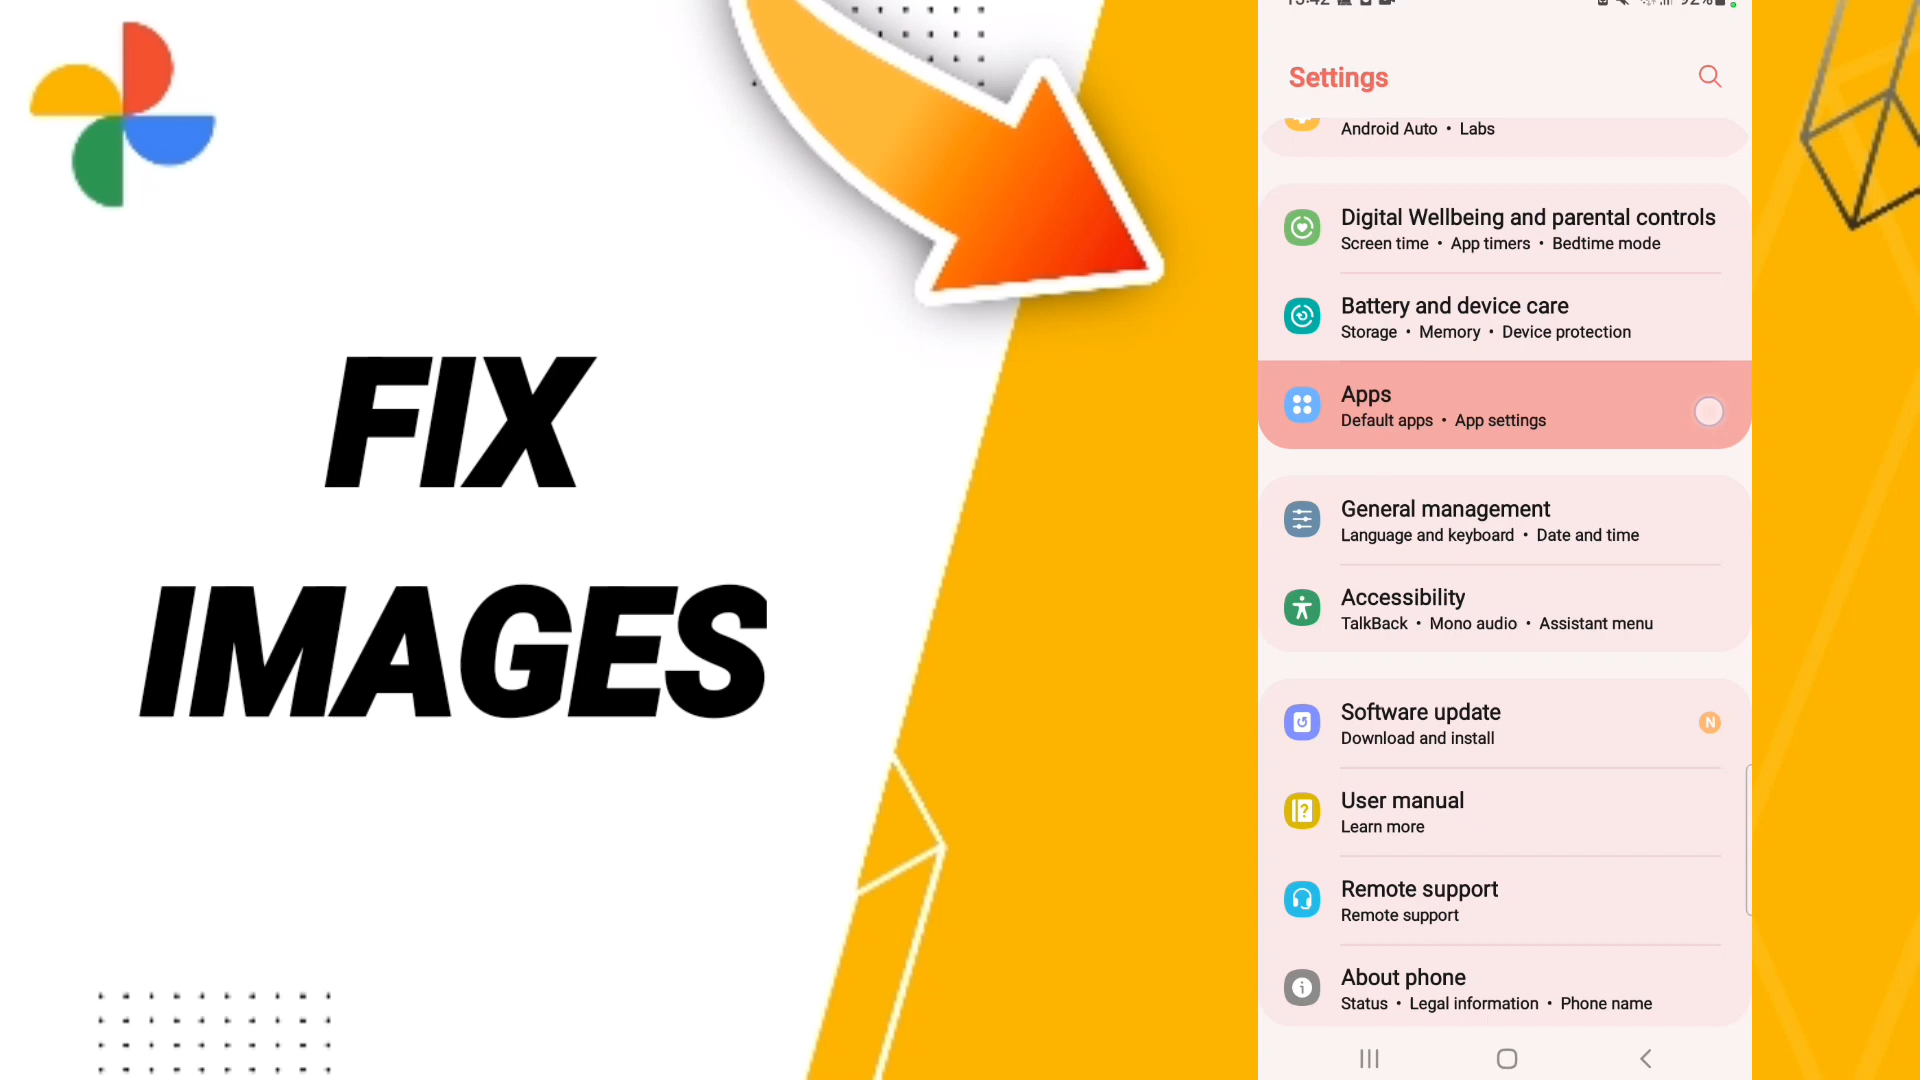 FIX
IMAGES
Settings
Android Auto • Labs
Digital Wellbeing and parental controls
Screen time • App timers • Bedtime mode
Battery and device care
Storage • Memory • Device protection
Apps
Default apps • App settings
General management
Language and keyboard • Date and time
Accessibility
TalkBack • Mono audio • Assistant menu
Software update
N
Download and install
User manual
Learn more
Remote support
Remote support
About phone
Status • Legal information • Phone name